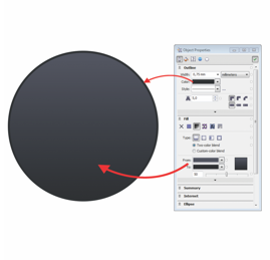 Object Properties
Outline
Width: 0.75 mm millimeters
Color:
Style:
Fill
Type:
Two color blend
Custom color blend
From:
Summary
Internet
Ellipse